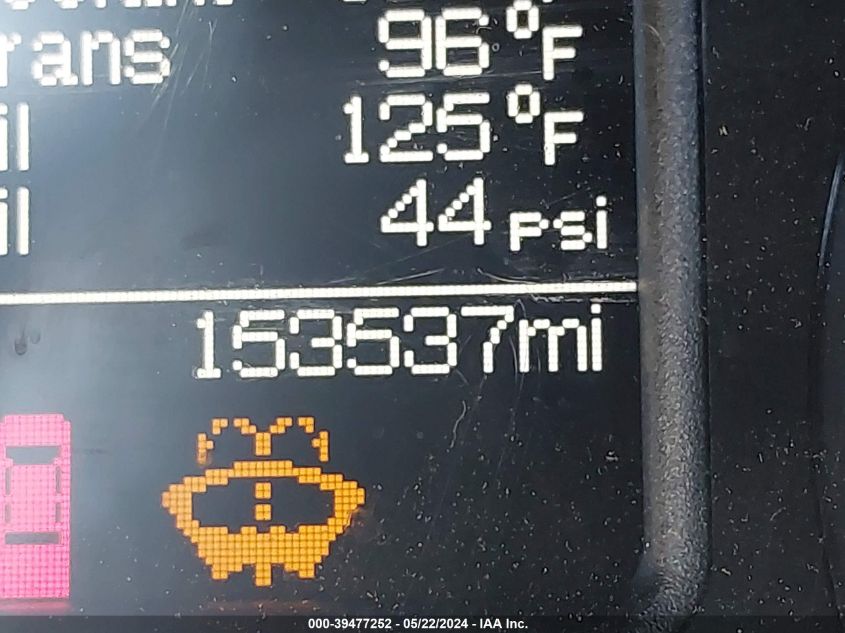 rans 96°F
il 125°F
il 44 psi
153537mi
000-39477252 - 05/22/2024 - IAA Inc.